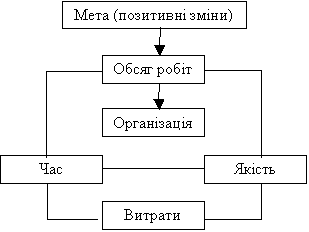 Мета (позитивні зміни)
Обсяг робіт
Організація
Час
Якість
Витрати